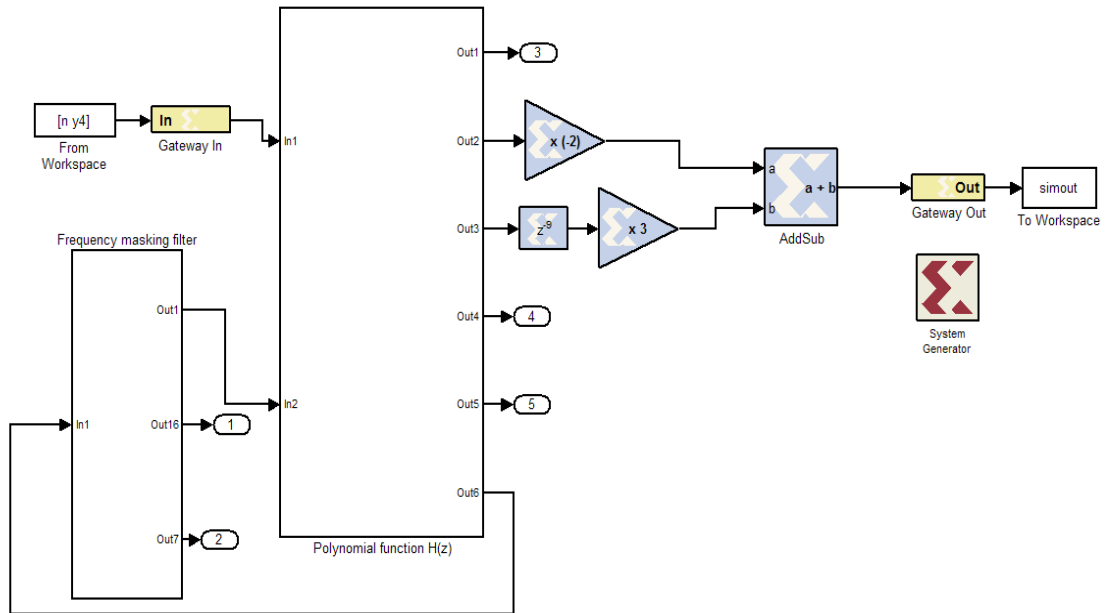 Out1
3
[n y4]
From
Workspace
In
Gateway In
In1
Out2
x (-2)
a
b
a + b
AddSub
Out
Gateway Out
simout
To Workspace
Out3
z-9
x 3
Frequency masking filter
Out1
In1
Out16
1
Out7
2
Out4
4
In2
Out5
5
Out6
Polynomial function H(z)
System
Generator